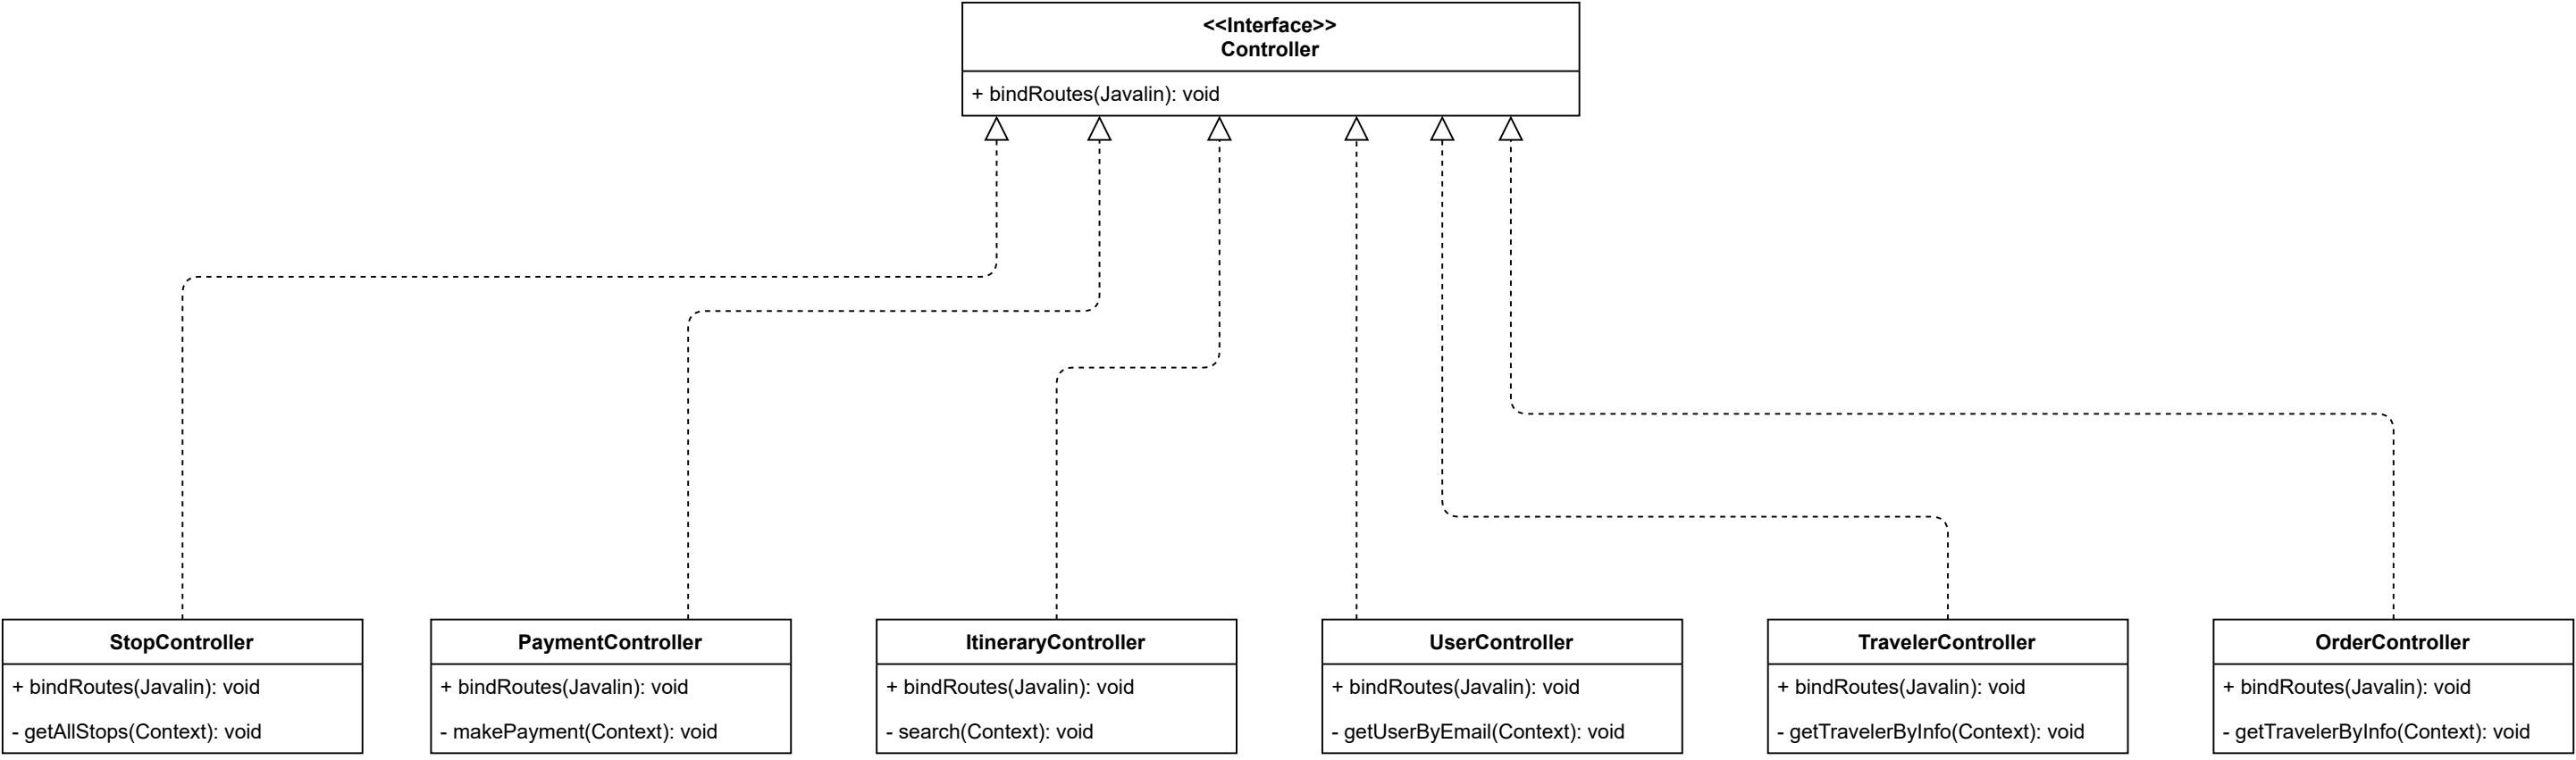 <<Interface>>
Controller
+ bindRoutes(Javalin): void
StopController
+ bindRoutes(Javalin): void
- getAllStops(Context): void
PaymentController
+ bindRoutes(Javalin): void
- makePayment(Context): void
ItineraryController
+ bindRoutes(Javalin): void
- search(Context): void
UserController
+ bindRoutes(Javalin): void
- getUserByEmail(Context): void
TravelerController
+ bindRoutes(Javalin): void
- getTravelerByInfo(Context): void
OrderController
+ bindRoutes(Javalin): void
- getTravelerByInfo(Context): void